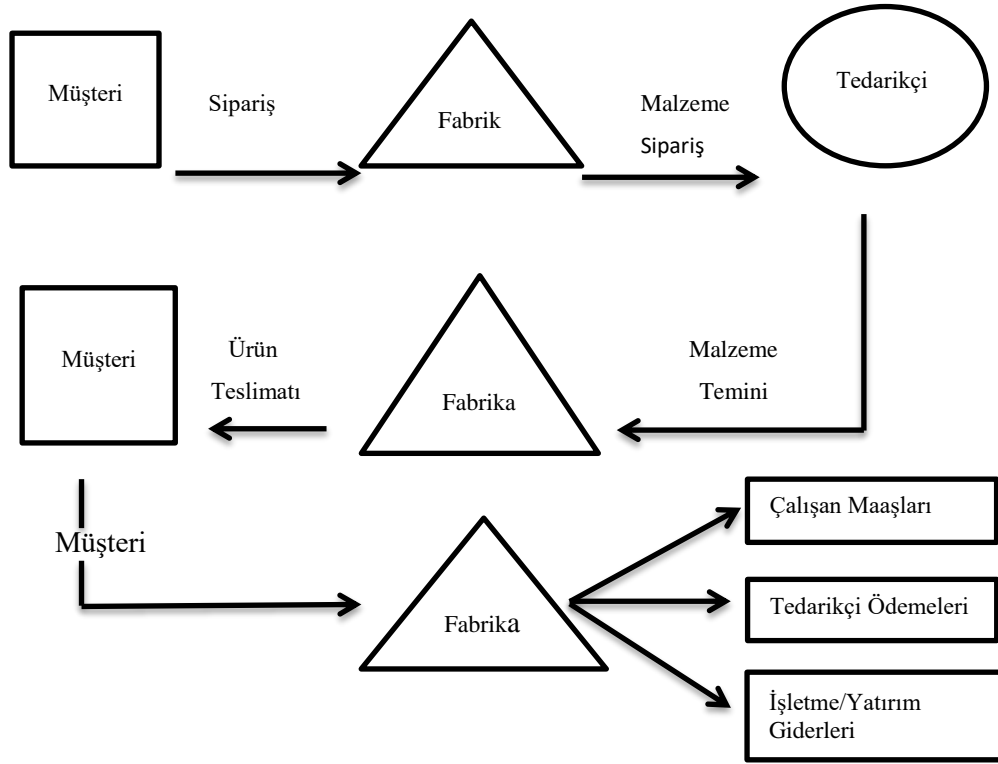 Müşteri
Sipariş
Fabrik
Malzeme
Sipariş
Tedarikçi
Müşteri
Ürün
Teslimatı
Fabrika
Malzeme
Temini
Müşteri
Fabrika
Çalışan Maaşları
Tedarikçi Ödemeleri
İşletme/Yatırım
Giderleri